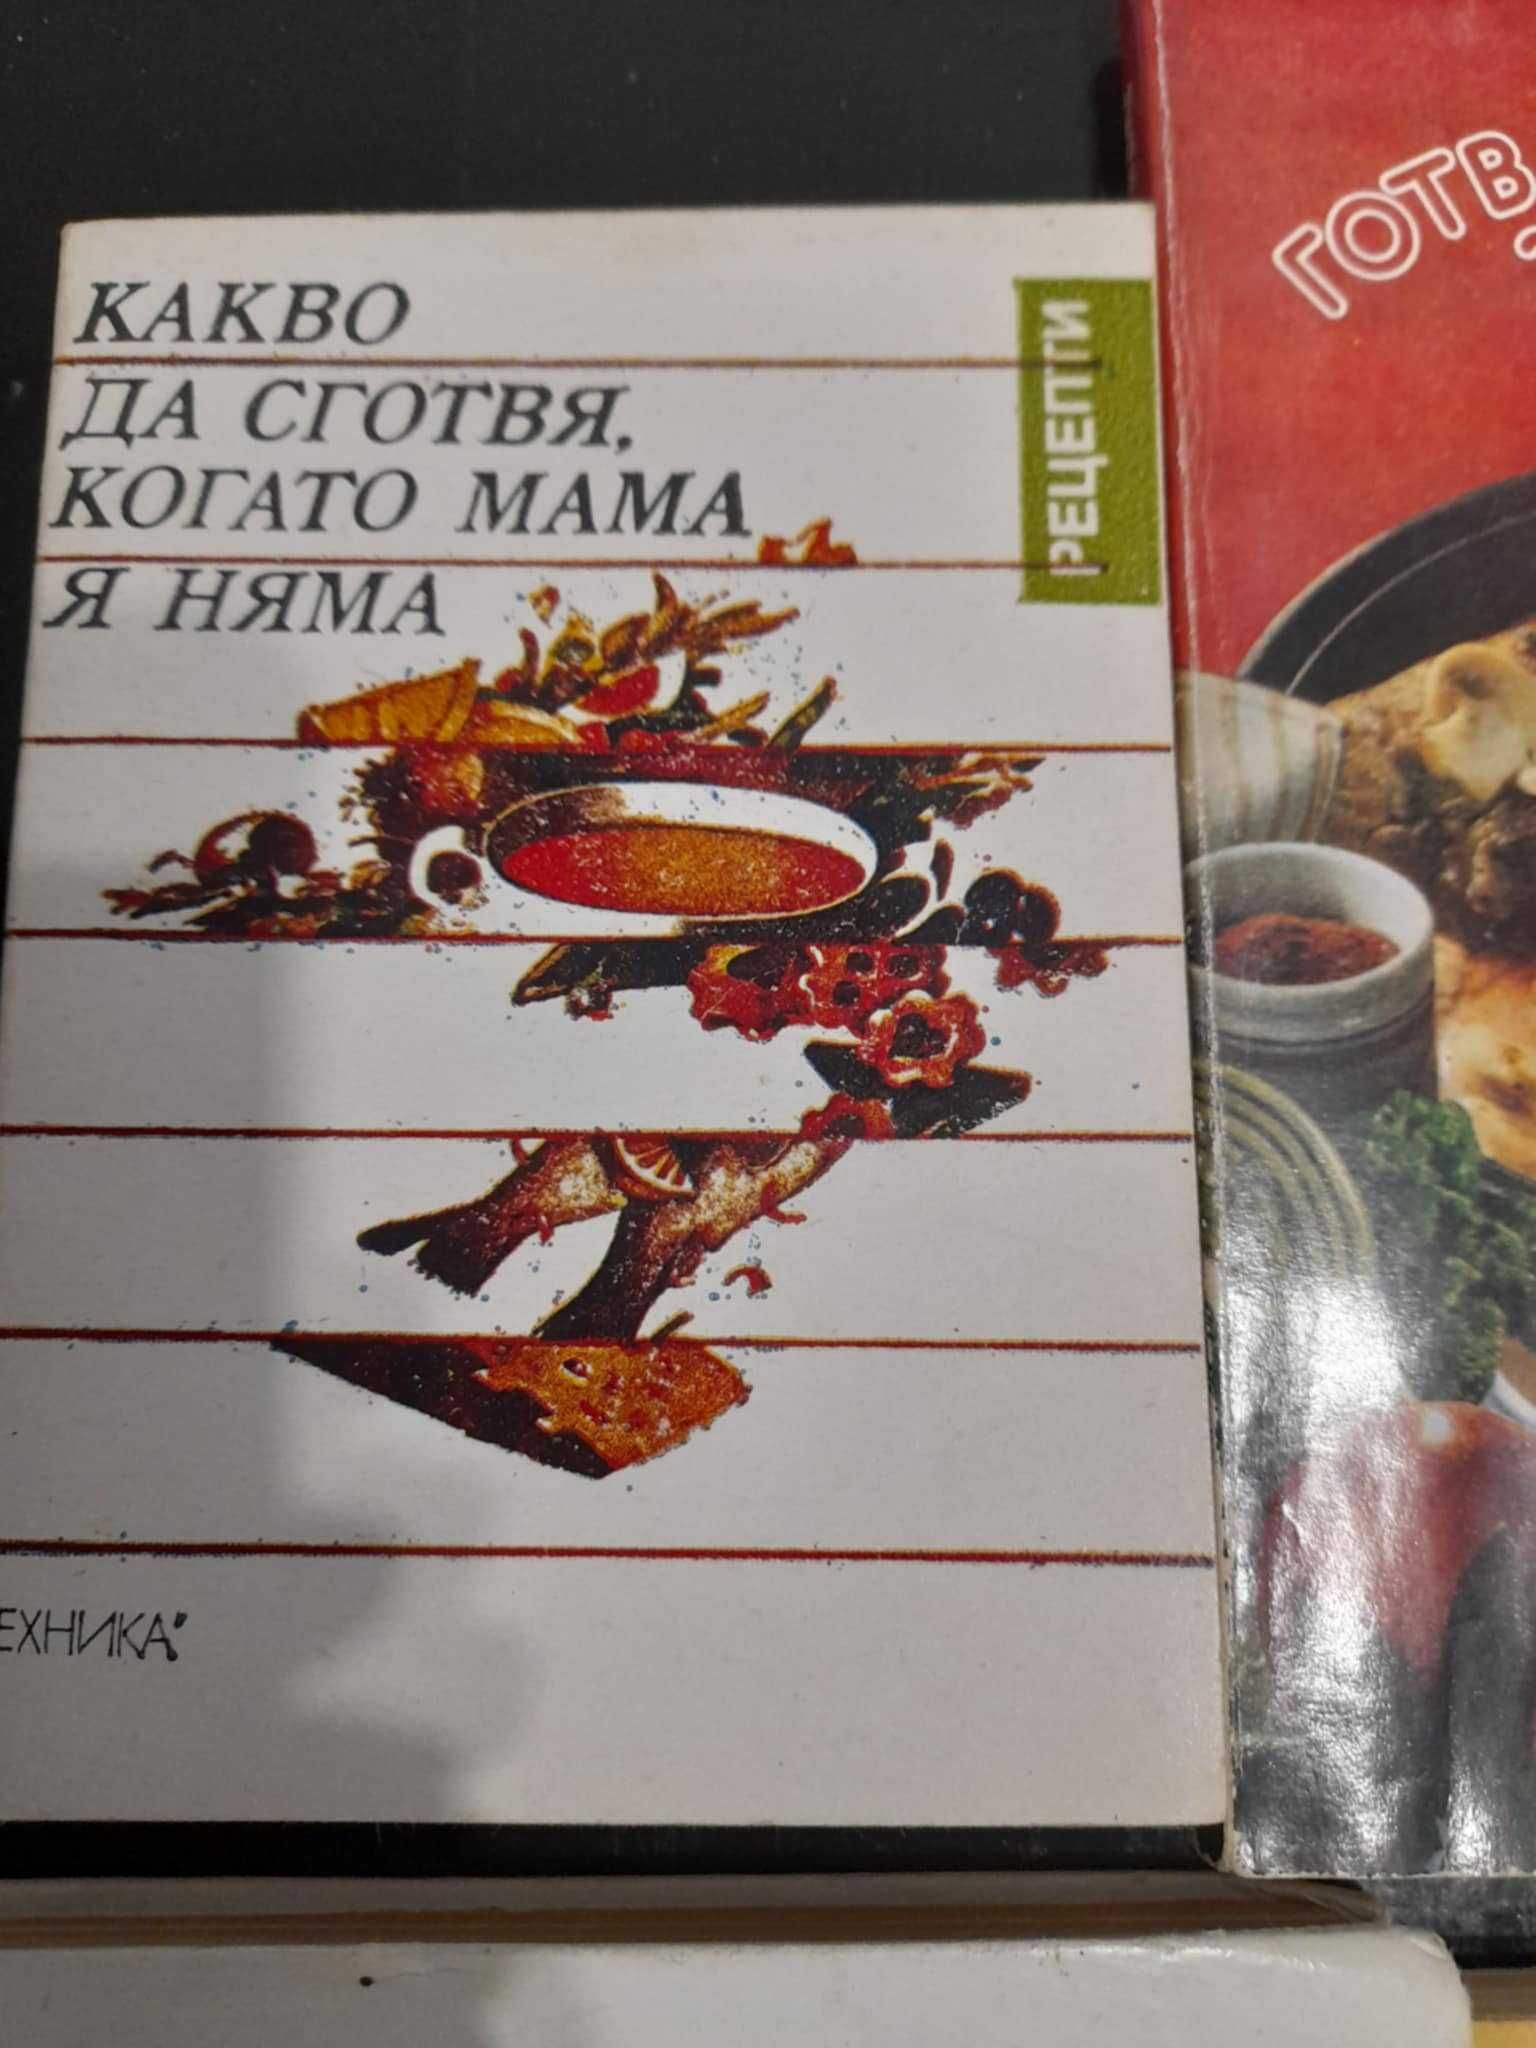 КАКВО
ДА СГОТВЯ,
КОГАТО МАМА
Я НЯМА
РЕЦЕПТИ
ЕХНИКА"
ГОТВ